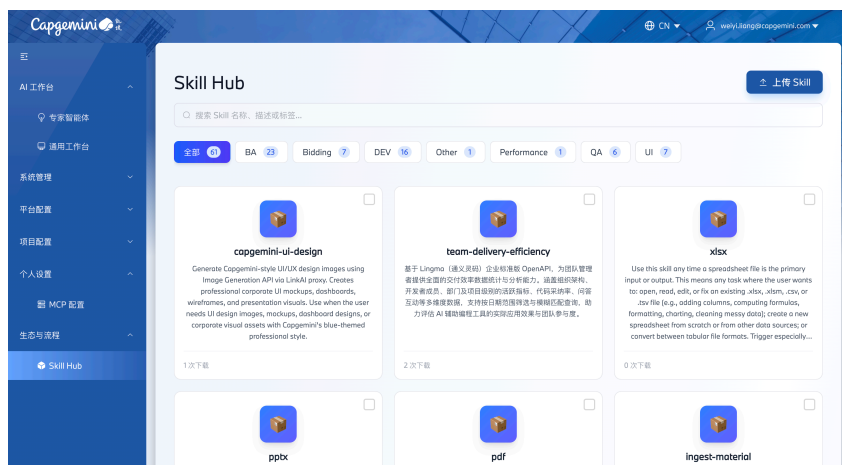 Capgemini 凯捷
CN
weiyi.liang@capgemini.com
AI 工作台
专家智能体
通用工作台
系统管理
平台配置
项目配置
个人设置
MCP 配置
生态与流程
Skill Hub
Skill Hub
上传 Skill
搜索 Skill 名称、描述或标签...
全部 61
BA 23
Bidding 7
DEV 16
Other 1
Performance 1
QA 6
UI 7
capgemini-ui-design
Generate Capgemini-style UI/UX design images using
Image Generation API via LinkAI proxy. Creates
professional corporate UI mockups, dashboards,
wireframes, and presentation visuals. Use when the user
needs UI design images, mockups, dashboard designs, or
corporate visual assets with Capgemini's blue-themed
professional style.
1 次下载
team-delivery-efficiency
基于 Lingma（通义灵码）企业标准版 OpenAPI，为团队管理
者提供全面的交付效率数据统计与分析能力。涵盖组织架构、
开发者成员、部门及项目级别的活跃指标、代码采纳率、问答
互动等多维度数据，支持按日期范围筛选与模糊匹配查询，助
力评估 AI 辅助编程工具的实际应用效果与团队参与度。
2 次下载
xlsx
Use this skill any time a spreadsheet file is the primary
input or output. This means any task where the user wants
to: open, read, edit, or fix an existing .xlsx, .xlsm, .csv, or
.tsv file (e.g., adding columns, computing formulas,
formatting, charting, cleaning messy data); create a new
spreadsheet from scratch or from other data sources; or
convert between tabular file formats. Trigger especially...
0 次下载
pptx
pdf
ingest-material